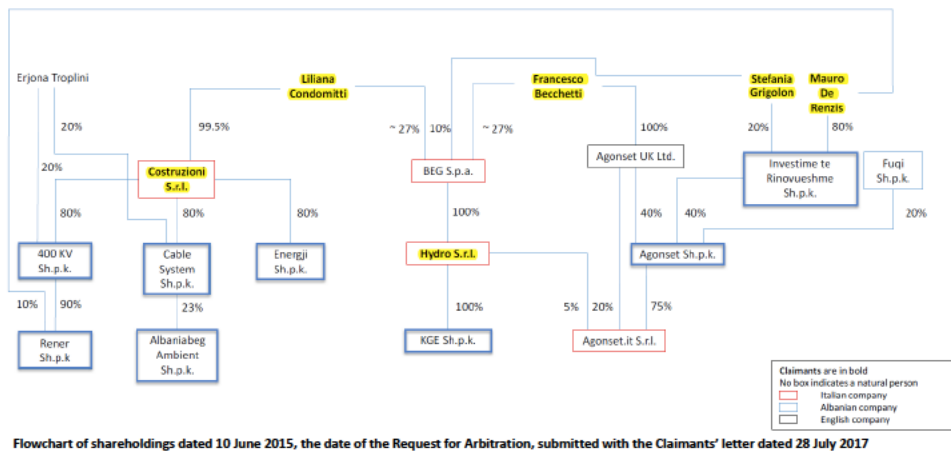 Erjona Troplini
Liliana
Condomitti
Francesco
Becchetti
Stefania
Grigolon
Mauro
De
Renzis
20%
99.5%
~ 27%
10%
~ 27%
100%
20%
80%
20%
Costruzioni
S.r.l.
BEG S.p.a.
Agonset UK Ltd.
Investime te
Rinovueshme
Sh.p.k.
Fuqi
Sh.p.k.
80%
80%
80%
100%
40%
40%
20%
400 KV
Sh.p.k.
Cable
System
Sh.p.k.
Energji
Sh.p.k.
Hydro S.r.l.
Agonset Sh.p.k.
10%
90%
23%
100%
5%
20%
75%
Rener
Sh.p.k
Albaniabeg
Ambient
Sh.p.k.
KGE Sh.p.k.
Agonset.it S.r.l.
Claimants are in bold
No box indicates a natural person
Italian company
Albanian company
English company
Flowchart of shareholdings dated 10 June 2015, the date of the Request for Arbitration, submitted with the Claimants' letter dated 28 July 2017